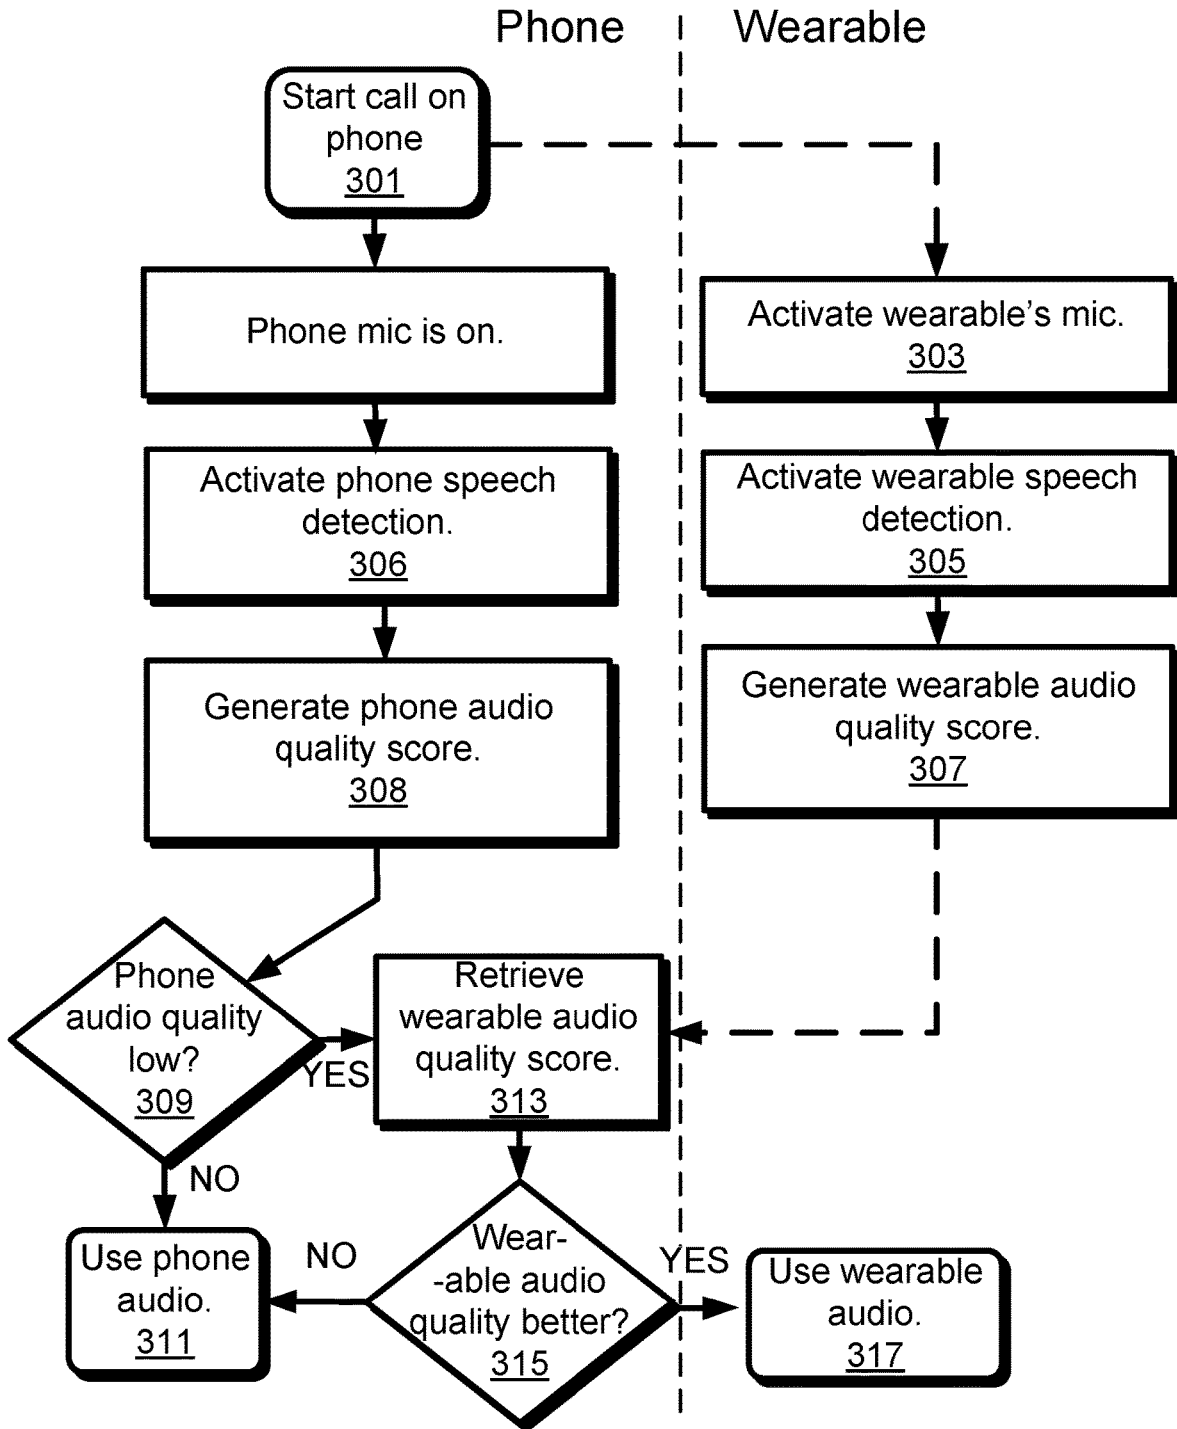 Phone
Wearable
Start call on
phone
301
Phone mic is on.
Activate wearable's mic.
303
Activate phone speech
detection.
306
Activate wearable speech
detection.
305
Generate phone audio
quality score.
308
Generate wearable audio
quality score.
307
Phone
audio quality
low?
309
YES
NO
Retrieve
wearable audio
quality score.
313
Use phone
audio.
311
NO
Wear-
-able audio
quality better?
315
YES
Use wearable
audio.
317